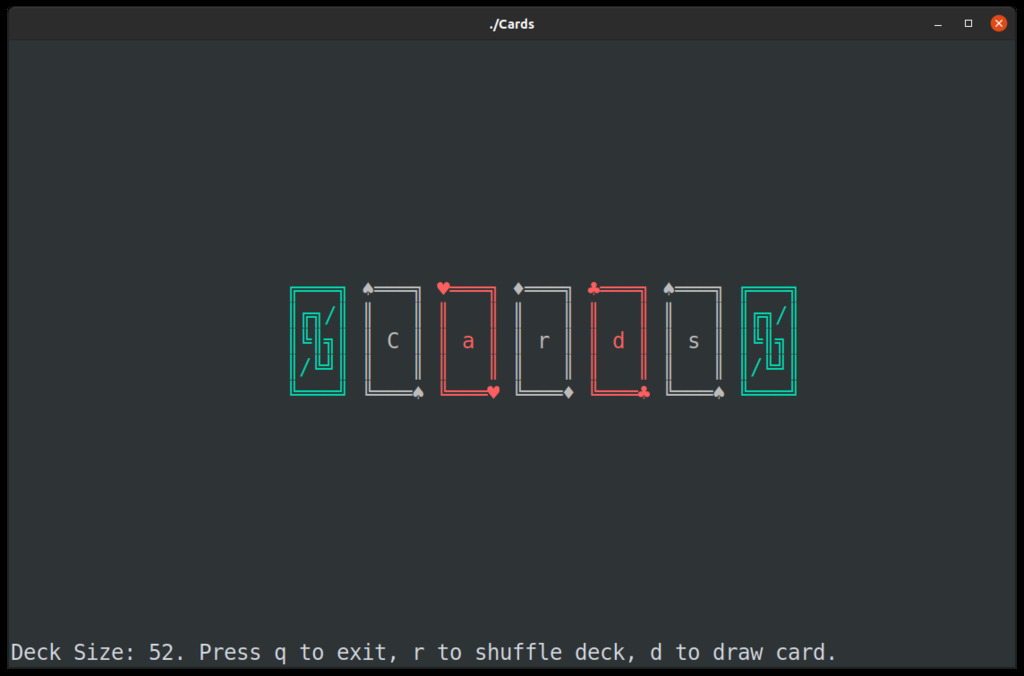 ./Cards
♠ ♥ ♦ ♣ ♠
C a r d s
♠ ♥ ♦ ♣ ♠
Deck Size: 52. Press q to exit, r to shuffle deck, d to draw card.